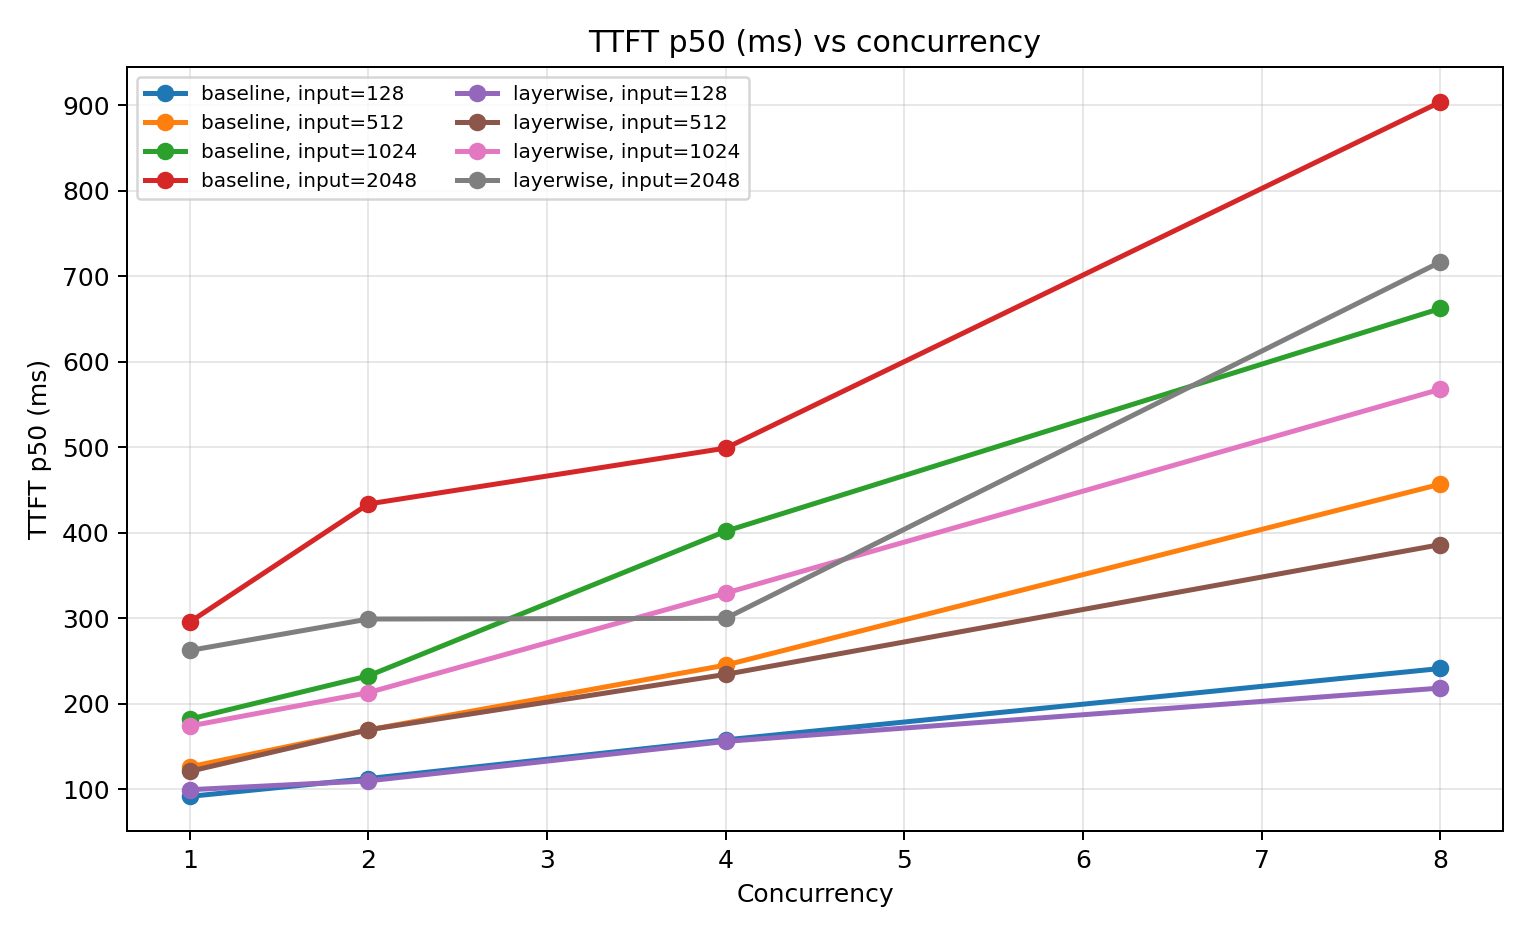 TTFT p50 (ms) vs concurrency
baseline, input=128
baseline, input=512
baseline, input=1024
baseline, input=2048
layerwise, input=128
layerwise, input=512
layerwise, input=1024
layerwise, input=2048
TTFT p50 (ms)
900
800
700
600
500
400
300
200
100
1 2 3 4 5 6 7 8
Concurrency